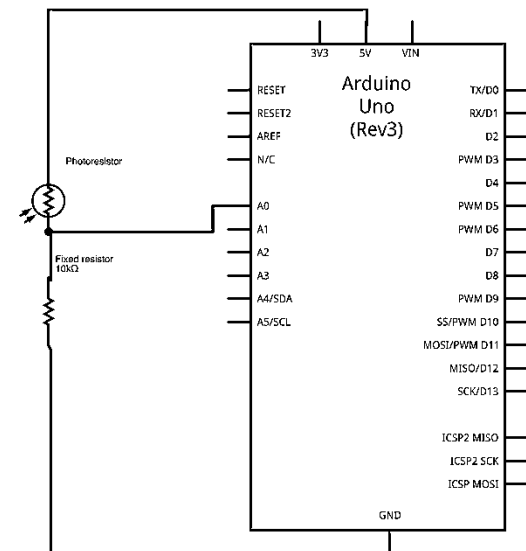 3V3
5V
VIN
Arduino
Uno
(Rev3)
RESET
RESET2
AREF
N/C
A0
A1
A2
A3
A4/SDA
A5/SCL
TX/D0
RX/D1
D2
PWM D3
D4
PWM D5
PWM D6
D7
D8
PWM D9
SS/PWM D10
MOSI/PWM D11
MISO/D12
SCK/D13
ICSP2 MISO
ICSP2 SCK
ICSP MOSI
GND
Photoresistor
Fixed resistor
10kΩ